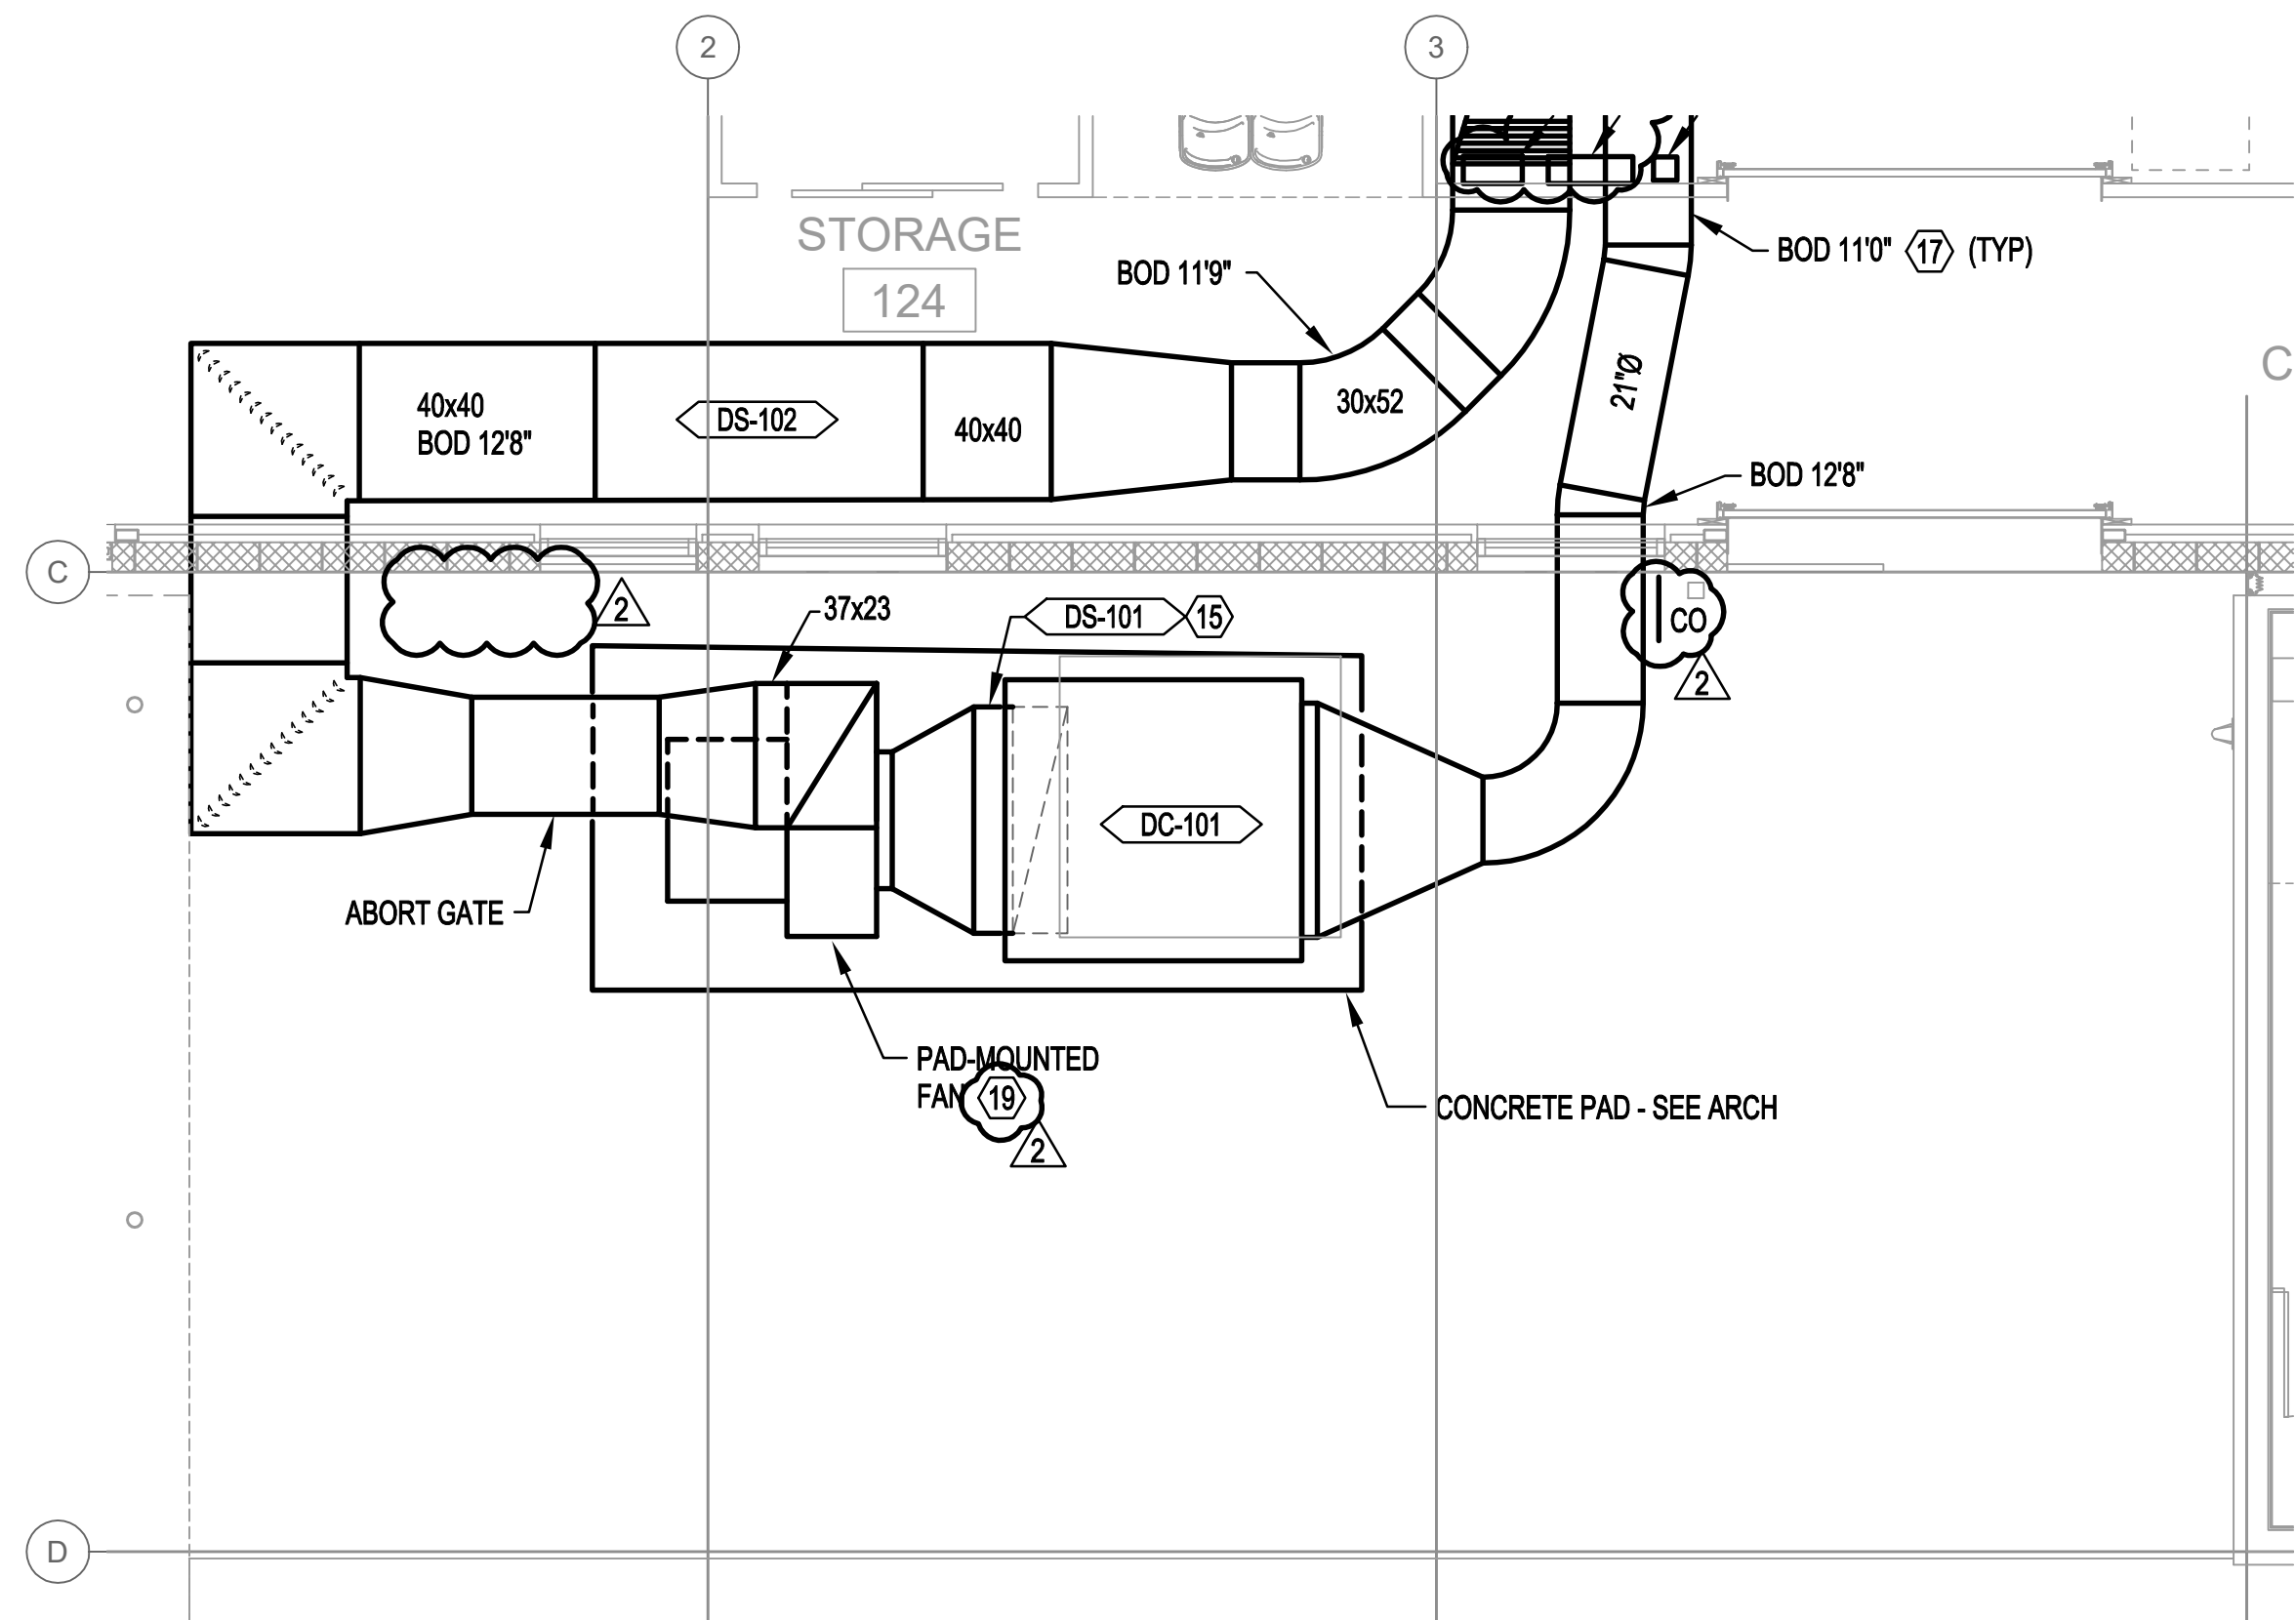 2
3
STORAGE
124
BOD 11'9"
BOD 11'0" 17 (TYP)
21"Ø
C
40x40
BOD 12'8"
DS-102
40x40
30x52
BOD 12'8"
C
2
37x23
DS-101 15
CO
2
DC-101
ABORT GATE
PAD-MOUNTED
FAN 19
2
CONCRETE PAD - SEE ARCH
D